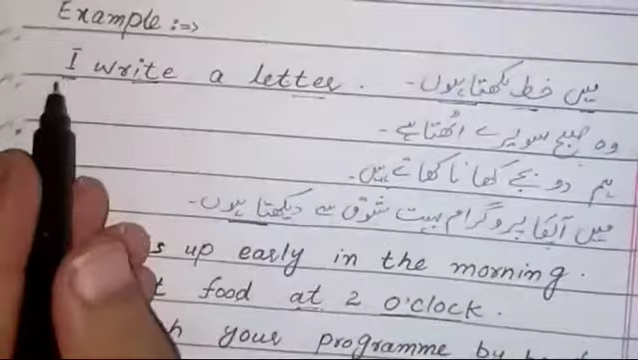 Example :=>
I write a letter . میں خط لکھتا ہوں۔
وہ صبح سویرے اٹھتا ہے۔
ہم دو بجے کھانا کھاتے ہیں۔
میں آپکا پروگرام بہت شوق سے دیکھتا ہوں۔
s up early in the morning.
t food at 2 o'clock.
h your programme by